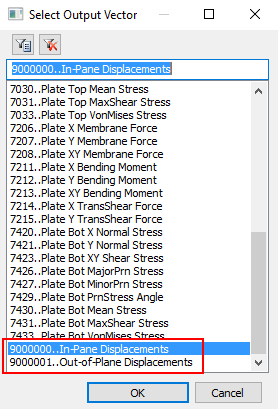 Select Output Vector
9000000..In-Pane Displacements
7030..Plate Top Mean Stress
7031..Plate Top MaxShear Stress
7033..Plate Top VonMises Stress
7206..Plate X Membrane Force
7207..Plate Y Membrane Force
7208..Plate XY Membrane Force
7211..Plate X Bending Moment
7212..Plate Y Bending Moment
7213..Plate XY Bending Moment
7214..Plate X TransShear Force
7215..Plate Y TransShear Force
7420..Plate Bot X Normal Stress
7421..Plate Bot Y Normal Stress
7423..Plate Bot XY Shear Stress
7426..Plate Bot MajorPrn Stress
7427..Plate Bot MinorPrn Stress
7429..Plate Bot PrnStress Angle
7430..Plate Bot Mean Stress
7431..Plate Bot MaxShear Stress
7433..Plate Bot VonMises Stress
9000000..In-Pane Displacements
9000001..Out-of-Plane Displacements
OK Cancel